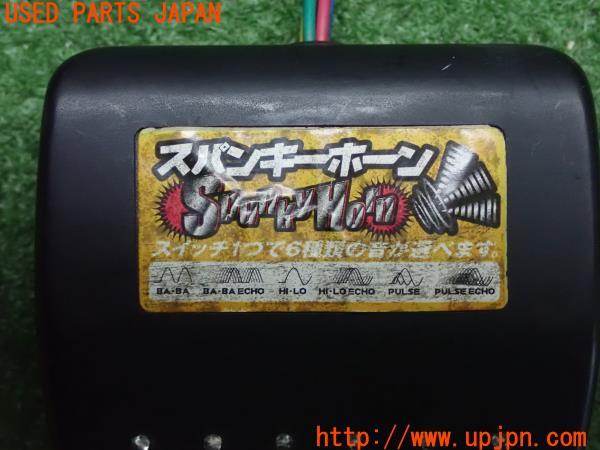 USED PARTS JAPAN
スパンキーホーン
Spunky Horn
スイッチ1つで6種類の音が選べます。
BA-BA BA-BA ECHO HI-LO HI-LO ECHO PULSE PULSE ECHO
http://www.upjpn.com